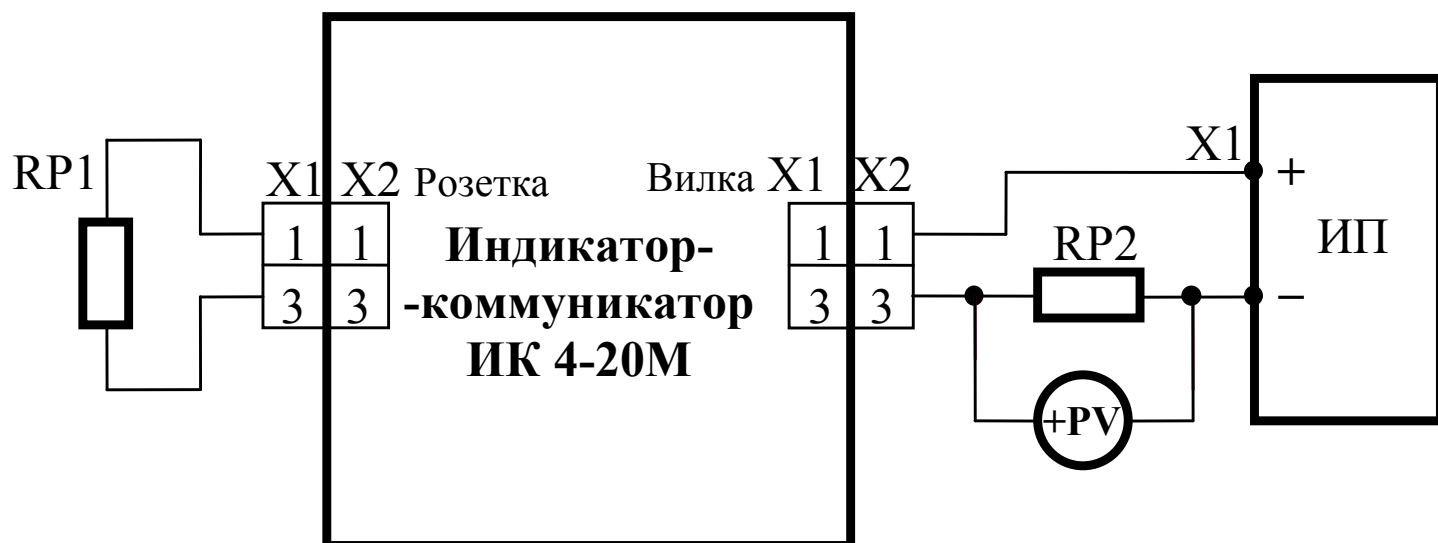 RP1
X1 X2 Розетка
1 1
3 3
Индикатор-
-коммуникатор
ИК 4-20М
Вилка X1 X2
1 1
3 3
X1
+
ИП
RP2
–
+PV